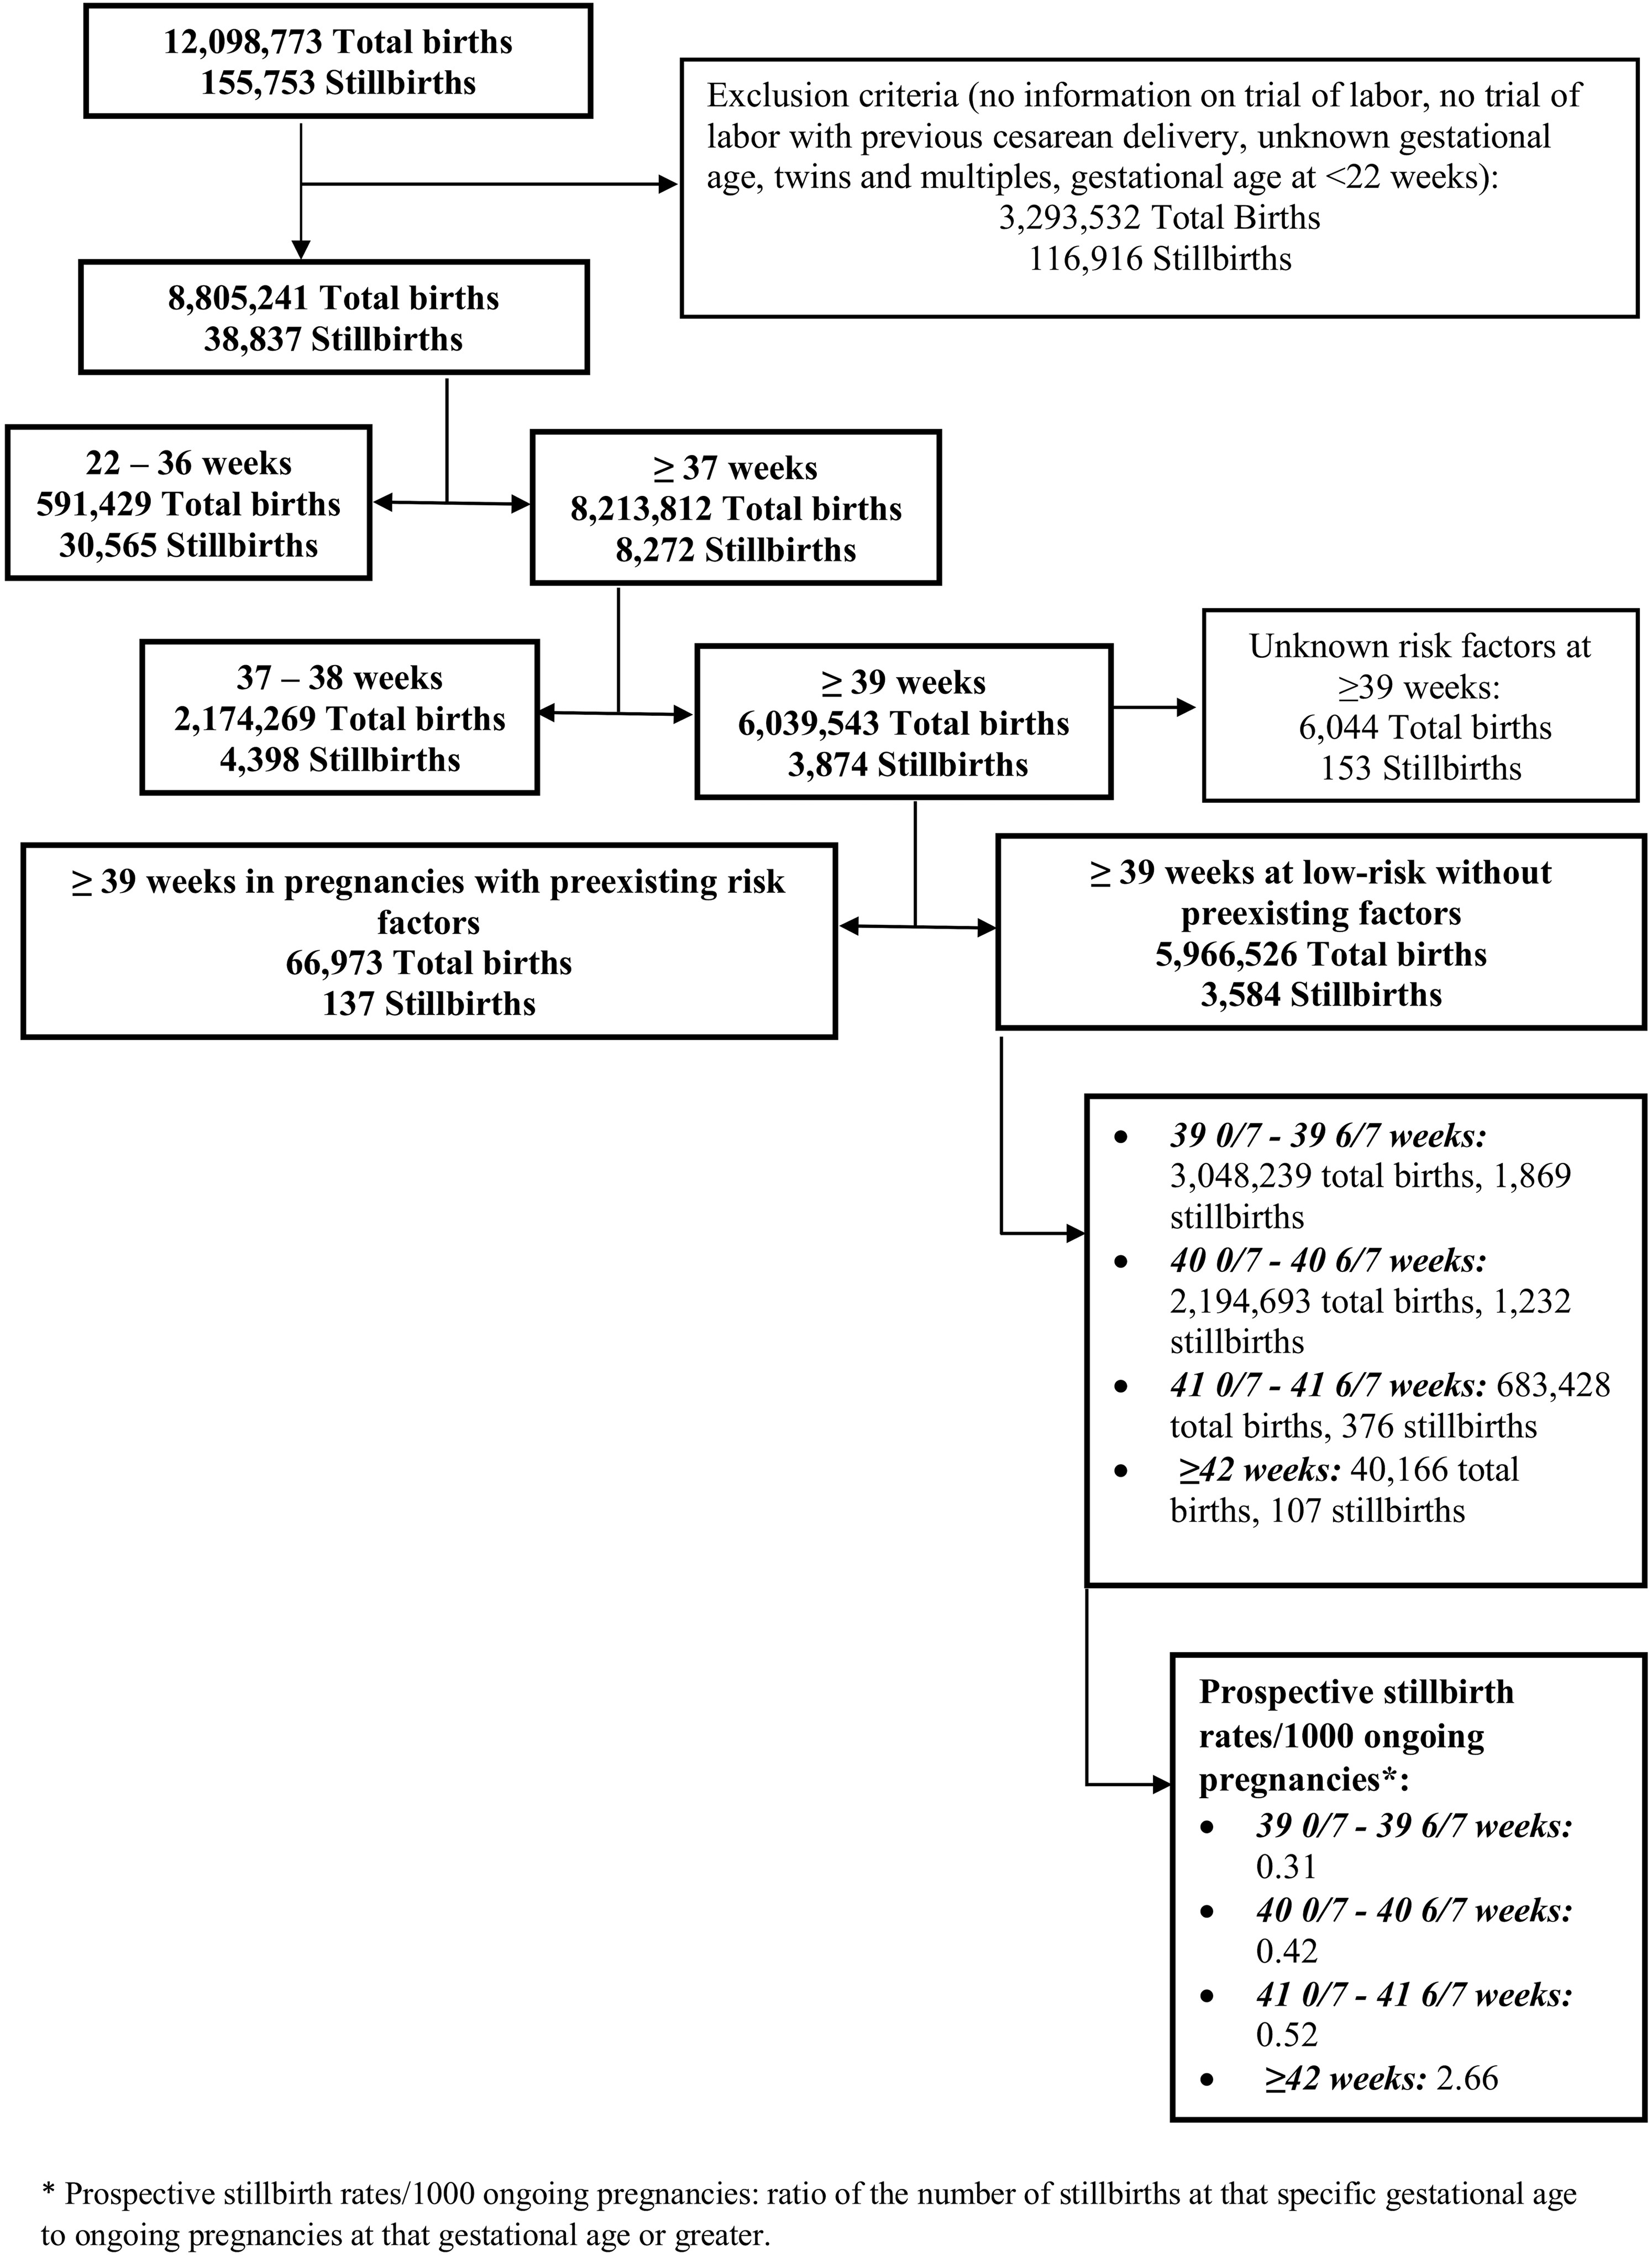 12,098,773 Total births
155,753 Stillbirths
Exclusion criteria (no information on trial of labor, no trial of
labor with previous cesarean delivery, unknown gestational
age, twins and multiples, gestational age at <22 weeks):
3,293,532 Total Births
116,916 Stillbirths
8,805,241 Total births
38,837 Stillbirths
22 – 36 weeks
591,429 Total births
30,565 Stillbirths
≥ 37 weeks
8,213,812 Total births
8,272 Stillbirths
37 – 38 weeks
2,174,269 Total births
4,398 Stillbirths
≥ 39 weeks
6,039,543 Total births
3,874 Stillbirths
Unknown risk factors at
≥39 weeks:
6,044 Total births
153 Stillbirths
≥ 39 weeks in pregnancies with preexisting risk
factors
66,973 Total births
137 Stillbirths
≥ 39 weeks at low-risk without
preexisting factors
5,966,526 Total births
3,584 Stillbirths
• 39 0/7 - 39 6/7 weeks:
3,048,239 total births, 1,869
stillbirths
• 40 0/7 - 40 6/7 weeks:
2,194,693 total births, 1,232
stillbirths
• 41 0/7 - 41 6/7 weeks: 683,428
total births, 376 stillbirths
• ≥42 weeks: 40,166 total
births, 107 stillbirths
Prospective stillbirth
rates/1000 ongoing
pregnancies*:
• 39 0/7 - 39 6/7 weeks:
0.31
• 40 0/7 - 40 6/7 weeks:
0.42
• 41 0/7 - 41 6/7 weeks:
0.52
• ≥42 weeks: 2.66
* Prospective stillbirth rates/1000 ongoing pregnancies: ratio of the number of stillbirths at that specific gestational age
to ongoing pregnancies at that gestational age or greater.